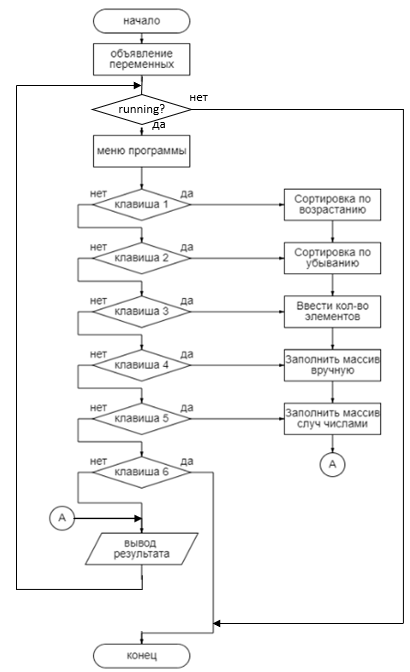 начало
объявление
переменных
running?
нет
да
меню программы
нет
клавиша 1
да
Сортировка по
возрастанию
нет
клавиша 2
да
Сортировка по
убыванию
нет
клавиша 3
да
Ввести кол-во
элементов
нет
клавиша 4
да
Заполнить массив
вручную
нет
клавиша 5
да
Заполнить массив
случ числами
нет
клавиша 6
да
А
А
вывод
результата
конец